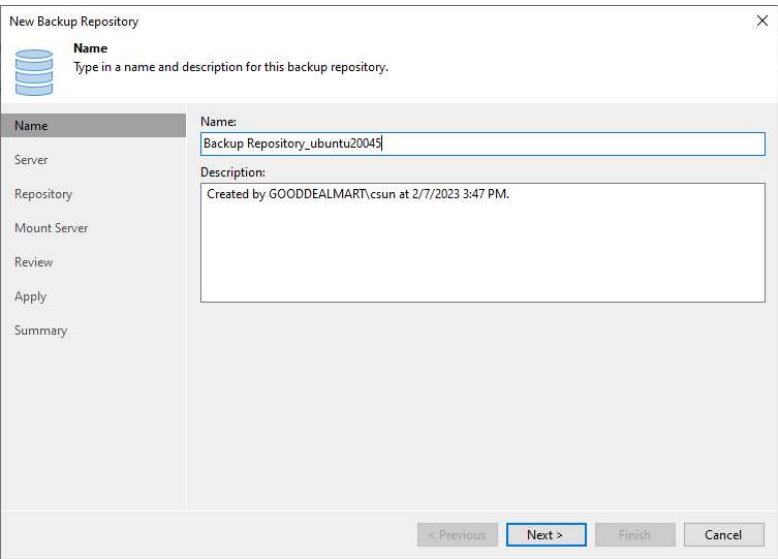 New Backup Repository
Name
Type in a name and description for this backup repository.
Name
Server
Repository
Mount Server
Review
Apply
Summary
Name:
Backup Repository_ubuntu20045
Description:
Created by GOODDEALMART\csun at 2/7/2023 3:47 PM.
< Previous
Next >
Finish
Cancel